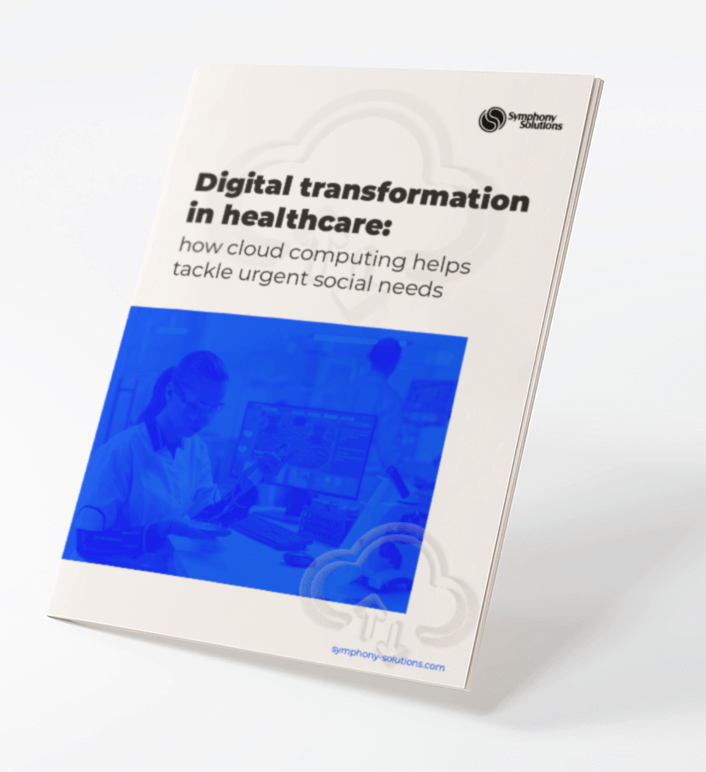 Symphony
Solutions
Digital transformation
in healthcare:
how cloud computing helps
tackle urgent social needs
symphony-solutions.com